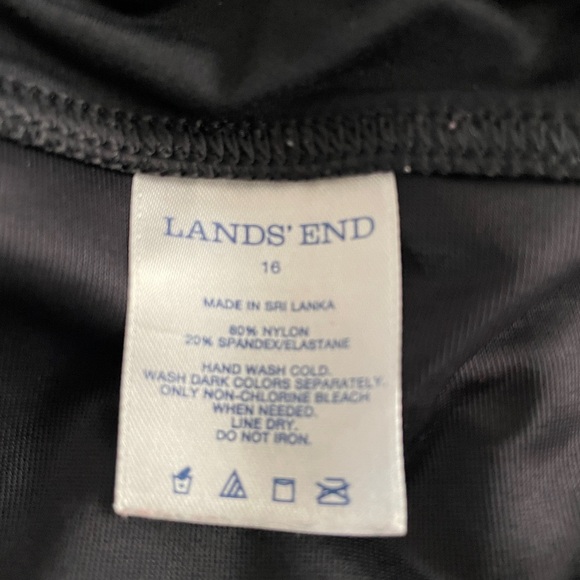 LANDS' END
16
MADE IN SRI LANKA
80% NYLON
20% SPANDEX/ELASTANE
HAND WASH COLD.
WASH DARK COLORS SEPARATELY.
ONLY NON-CHLORINE BLEACH
WHEN NEEDED.
LINE DRY.
DO NOT IRON.